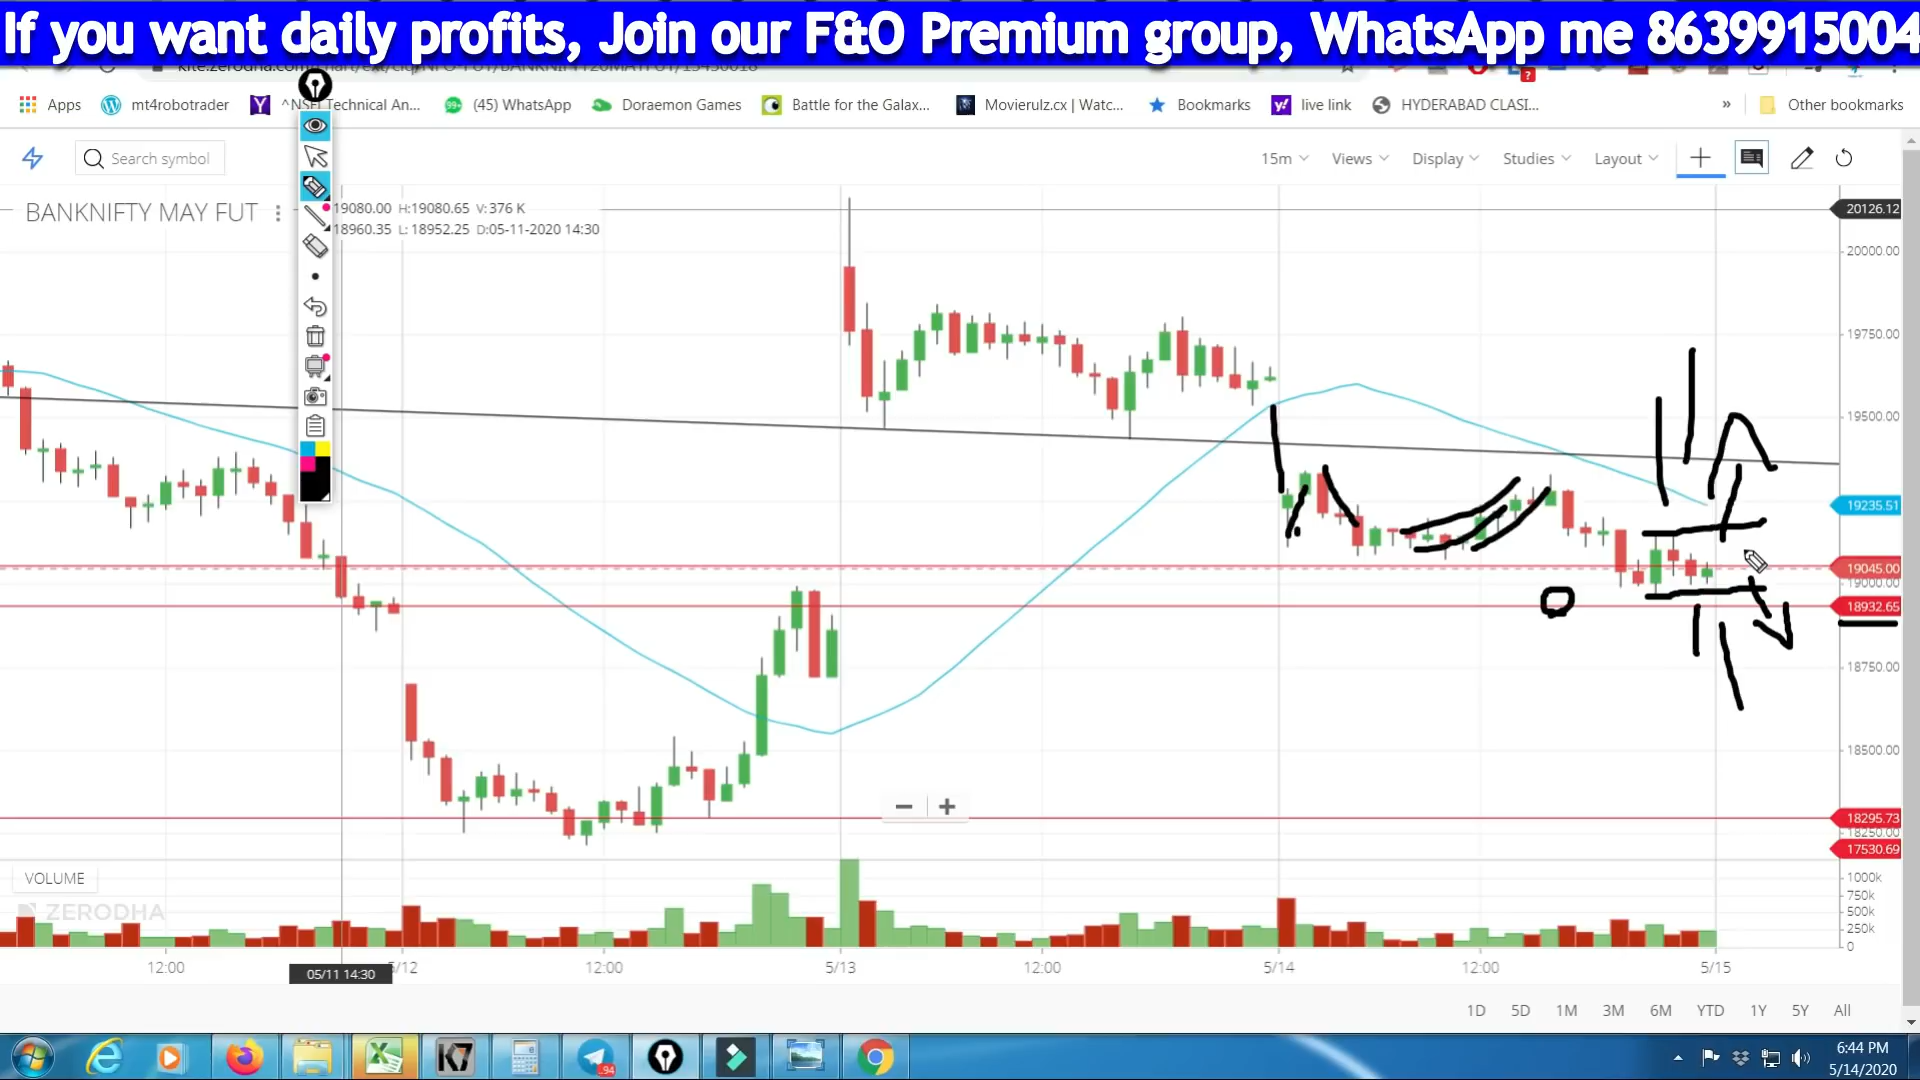 If you want daily profits, Join our F&O Premium group, WhatsApp me 8639915004
Apps mt4robotrader ^NSEI Technical An... (45) WhatsApp Doraemon Games Battle for the Galax... Movierulz.cx | Watc... Bookmarks live link HYDERABAD CLASI... » Other bookmarks
Search symbol 15m Views Display Studies Layout
BANKNIFTY MAY FUT
19080.00 H:19080.65 V:376 K
18960.35 L: 18952.25 D:05-11-2020 14:30
20126.12
20000.00
19750.00
19500.00
19235.51
19045.00
19000.00
18932.65
18750.00
18500.00
18295.73
18250.00
17530.69
VOLUME
1000k
750k
500k
250k
0
ZERODHA
12:00 05/11 14:30 5/12 12:00 5/13 12:00 5/14 12:00 5/15
1D 5D 1M 3M 6M YTD 1Y 5Y All
K7
94
6:44 PM
5/14/2020